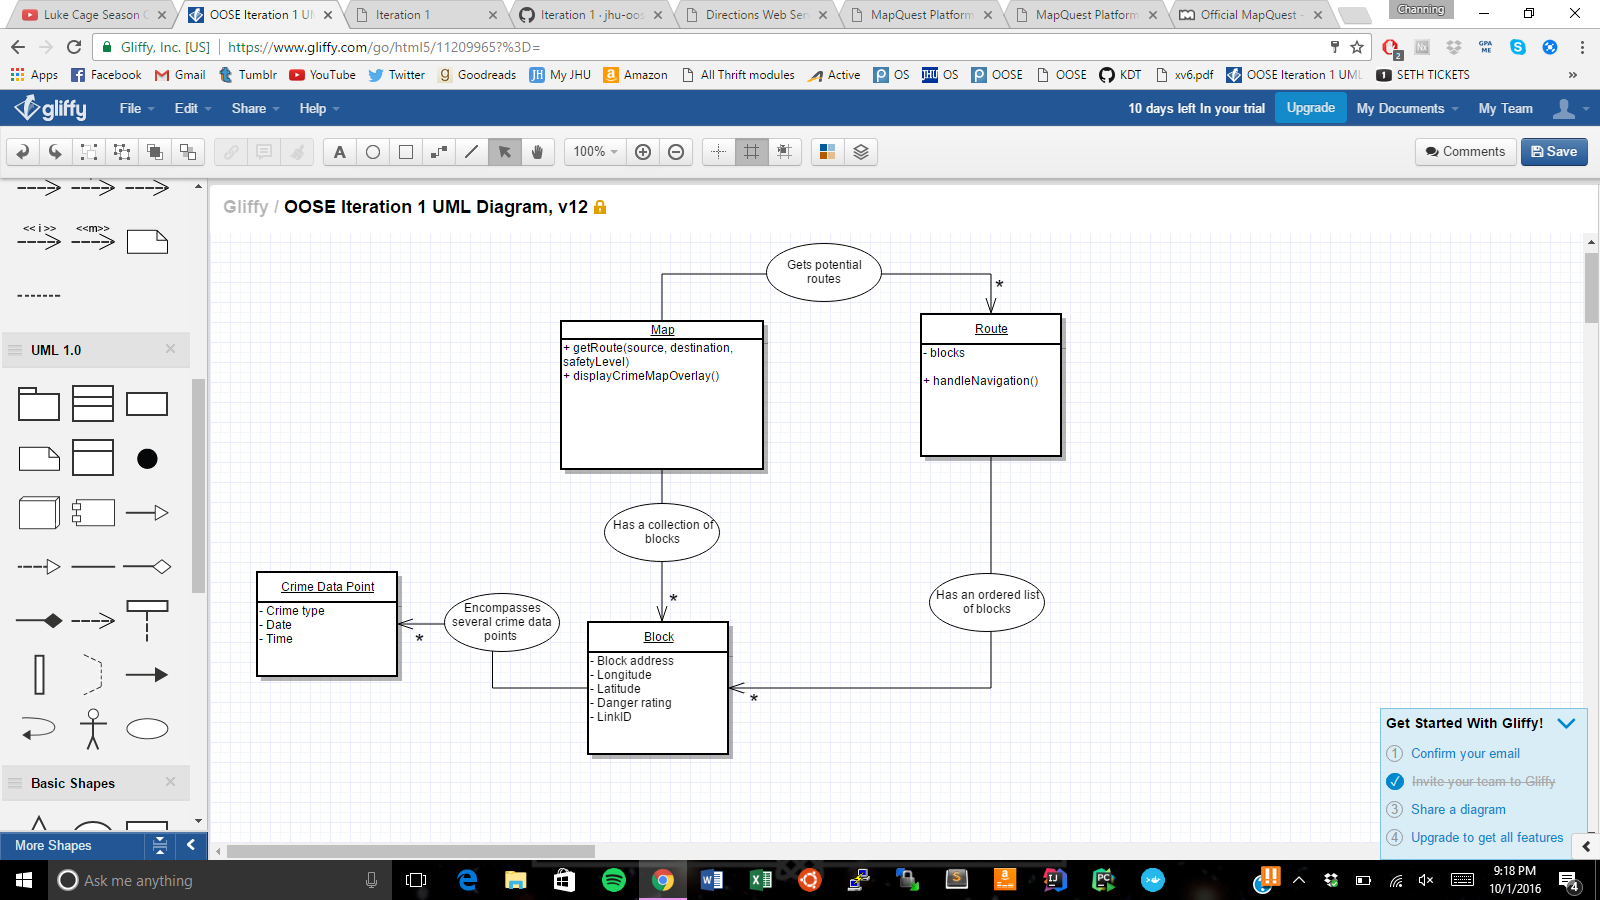 Luke Cage Season
OOSE Iteration 1 UM
Iteration 1
Iteration 1 · jhu-oos
Directions Web Ser
MapQuest Platform
MapQuest Platform
Official MapQuest -
Channing
Gliffy, Inc. [US]
https://www.gliffy.com/go/html5/11209965?%3D=
2
GPA
ME
Apps
Facebook
Gmail
Tumblr
YouTube
Twitter
Goodreads
JH My JHU
Amazon
All Thrift modules
Active
OS
JHU OS
OOSE
OOSE
KDT
xv6.pdf
OOSE Iteration 1 UML
SETH TICKETS
»
gliffy
File
Edit
Share
Help
10 days left In your trial
Upgrade
My Documents
My Team
A
100%
Comments
Save
Gliffy / OOSE Iteration 1 UML Diagram, v12
<< i >>
<<m>>
UML 1.0
Basic Shapes
More Shapes
Gets potential
routes
*
Map
+ getRoute(source, destination,
safetyLevel)
+ displayCrimeMapOverlay()
Route
- blocks
+ handleNavigation()
Has a collection of
blocks
*
Crime Data Point
- Crime type
- Date
- Time
*
Encompasses
several crime data
points
Block
- Block address
- Longitude
- Latitude
- Danger rating
- LinkID
*
Has an ordered list
of blocks
Get Started With Gliffy!
1 Confirm your email
Invite your team to Gliffy
3 Share a diagram
4 Upgrade to get all features
Ask me anything
9:18 PM
10/1/2016
4